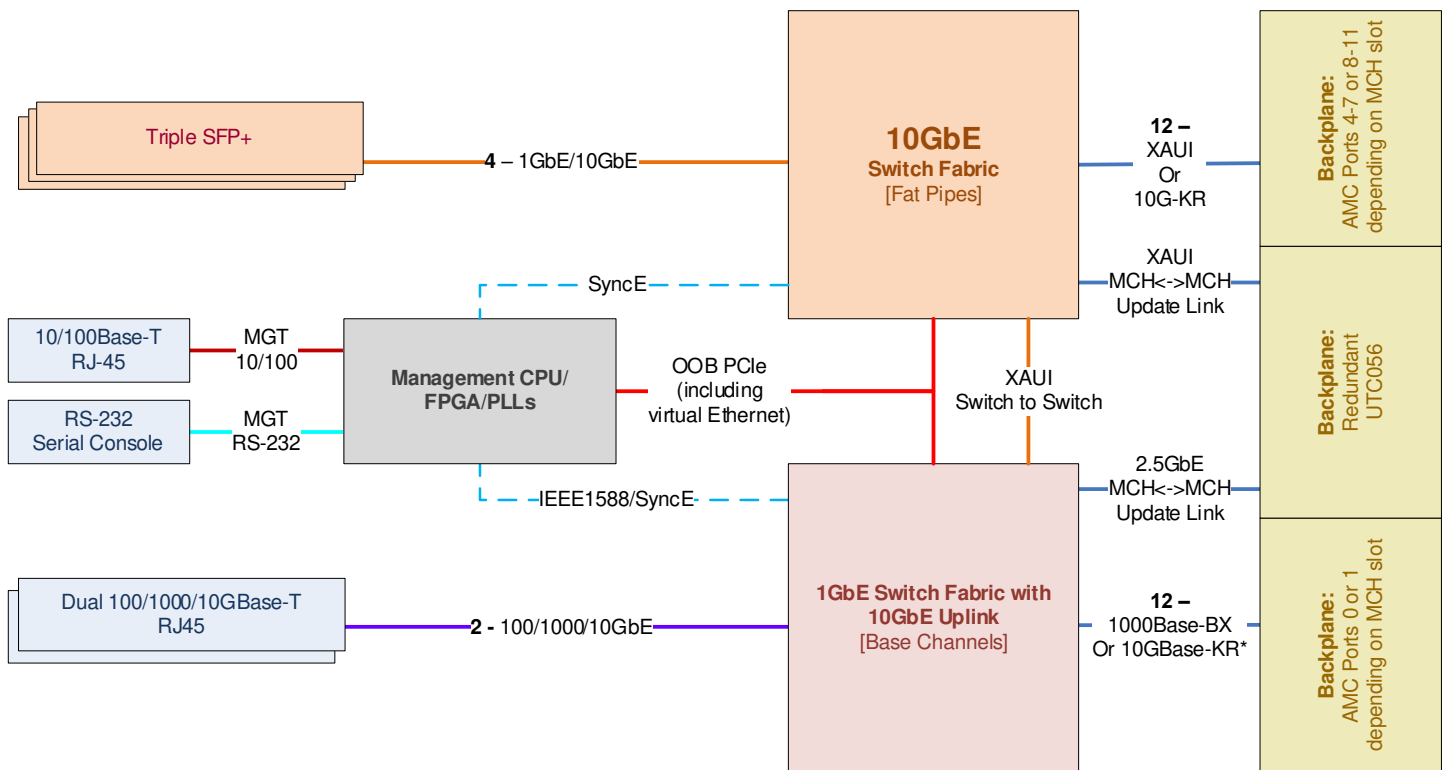 Triple SFP+
4 – 1GbE/10GbE
10GbE
Switch Fabric
[Fat Pipes]
12 –
XAUI
Or
10G-KR
Backplane:
AMC Ports 4-7 or 8-11
depending on MCH slot
SyncE
XAUI
MCH<->MCH
Update Link
10/100Base-T
RJ-45
MGT
10/100
Management CPU/
FPGA/PLLs
OOB PCIe
(including
virtual Ethernet)
XAUI
Switch to Switch
Backplane:
Redundant
UTC056
RS-232
Serial Console
MGT
RS-232
IEEE1588/SyncE
2.5GbE
MCH<->MCH
Update Link
Dual 100/1000/10GBase-T
RJ45
2 - 100/1000/10GbE
1GbE Switch Fabric with
10GbE Uplink
[Base Channels]
12 –
1000Base-BX
Or 10GBase-KR*
Backplane:
AMC Ports 0 or 1
depending on MCH slot